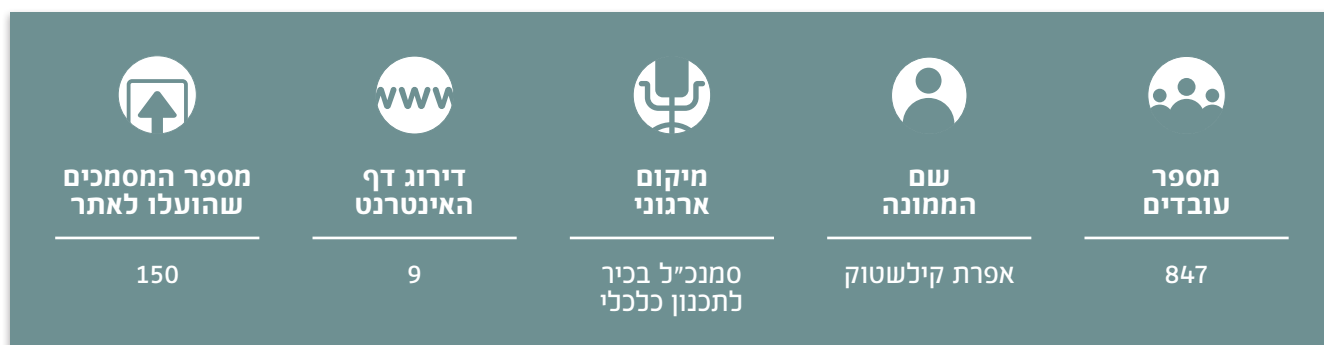 מספר
עובדים
847
שם
הממונה
אפרת קילשטוק
מיקום
ארגוני
סמנכ״ל בכיר
לתכנון כלכלי
www
דירוג דף
האינטרנט
9
מספר המסמכים
שהועלו לאתר
150